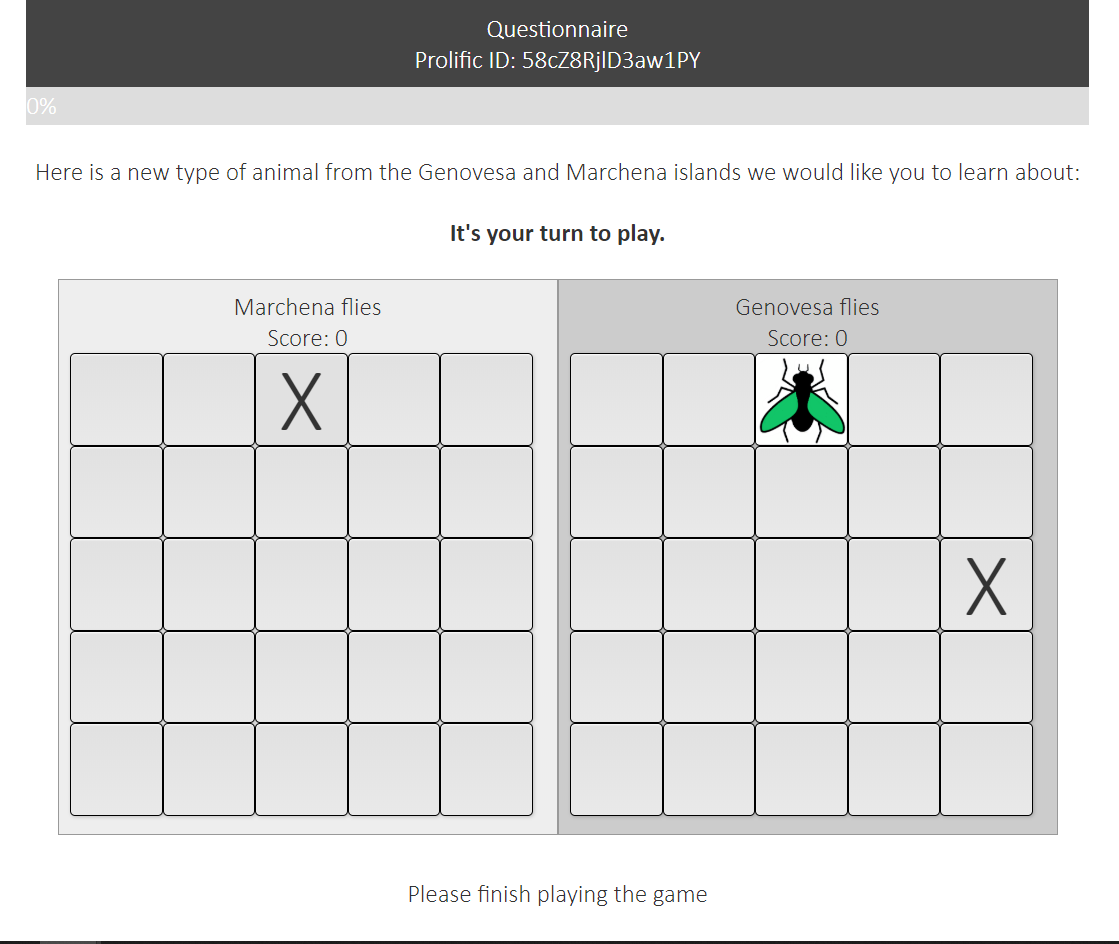 Questionnaire
Prolific ID: 58cZ8RjlD3aw1PY
0%
Here is a new type of animal from the Genovesa and Marchena islands we would like you to learn about:
It's your turn to play.
Marchena flies
Score: 0
X
Genovesa flies
Score: 0
X
Please finish playing the game